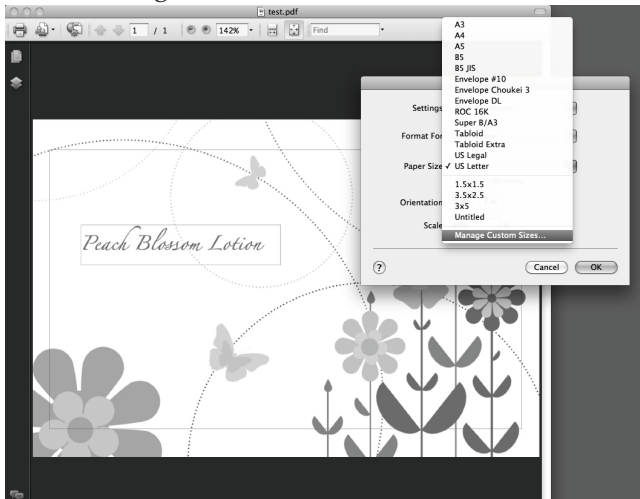 test.pdf
1 / 1
142%
Find
A3
A4
A5
B5
B5 JIS
Envelope #10
Envelope Choukei 3
Envelope DL
ROC 16K
Super B/A3
Tabloid
Tabloid Extra
US Legal
✓ US Letter
1.5x1.5
3.5x2.5
3x5
Untitled
Manage Custom Sizes...
Settings
Format For
Paper Size
Orientation
Scale
?
Cancel
OK
Peach Blossom Lotion